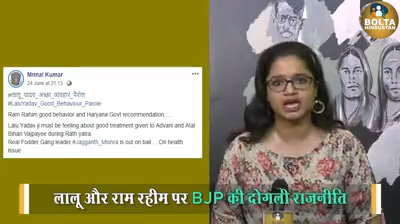 BOLTA
HINDUSTAN
Mrinal Kumar
24 June at 21:13
#लालू_यादव_अच्छा_व्यवहार_पैरोल
#LaluYadav_Good_Behaviour_Parole
Ram Rahim good behavior and Haryana Govt recommendation....
Lalu Yadav ji must be feeling about good treatment given to Advani and Atal
Bihari Vajpayee during Rath yatra
Real Fodder Gang leader #Jagganth_Mishra is out on bail ....On health
Issue .
लालू और राम रहीम पर BJP की दोगली राजनीति